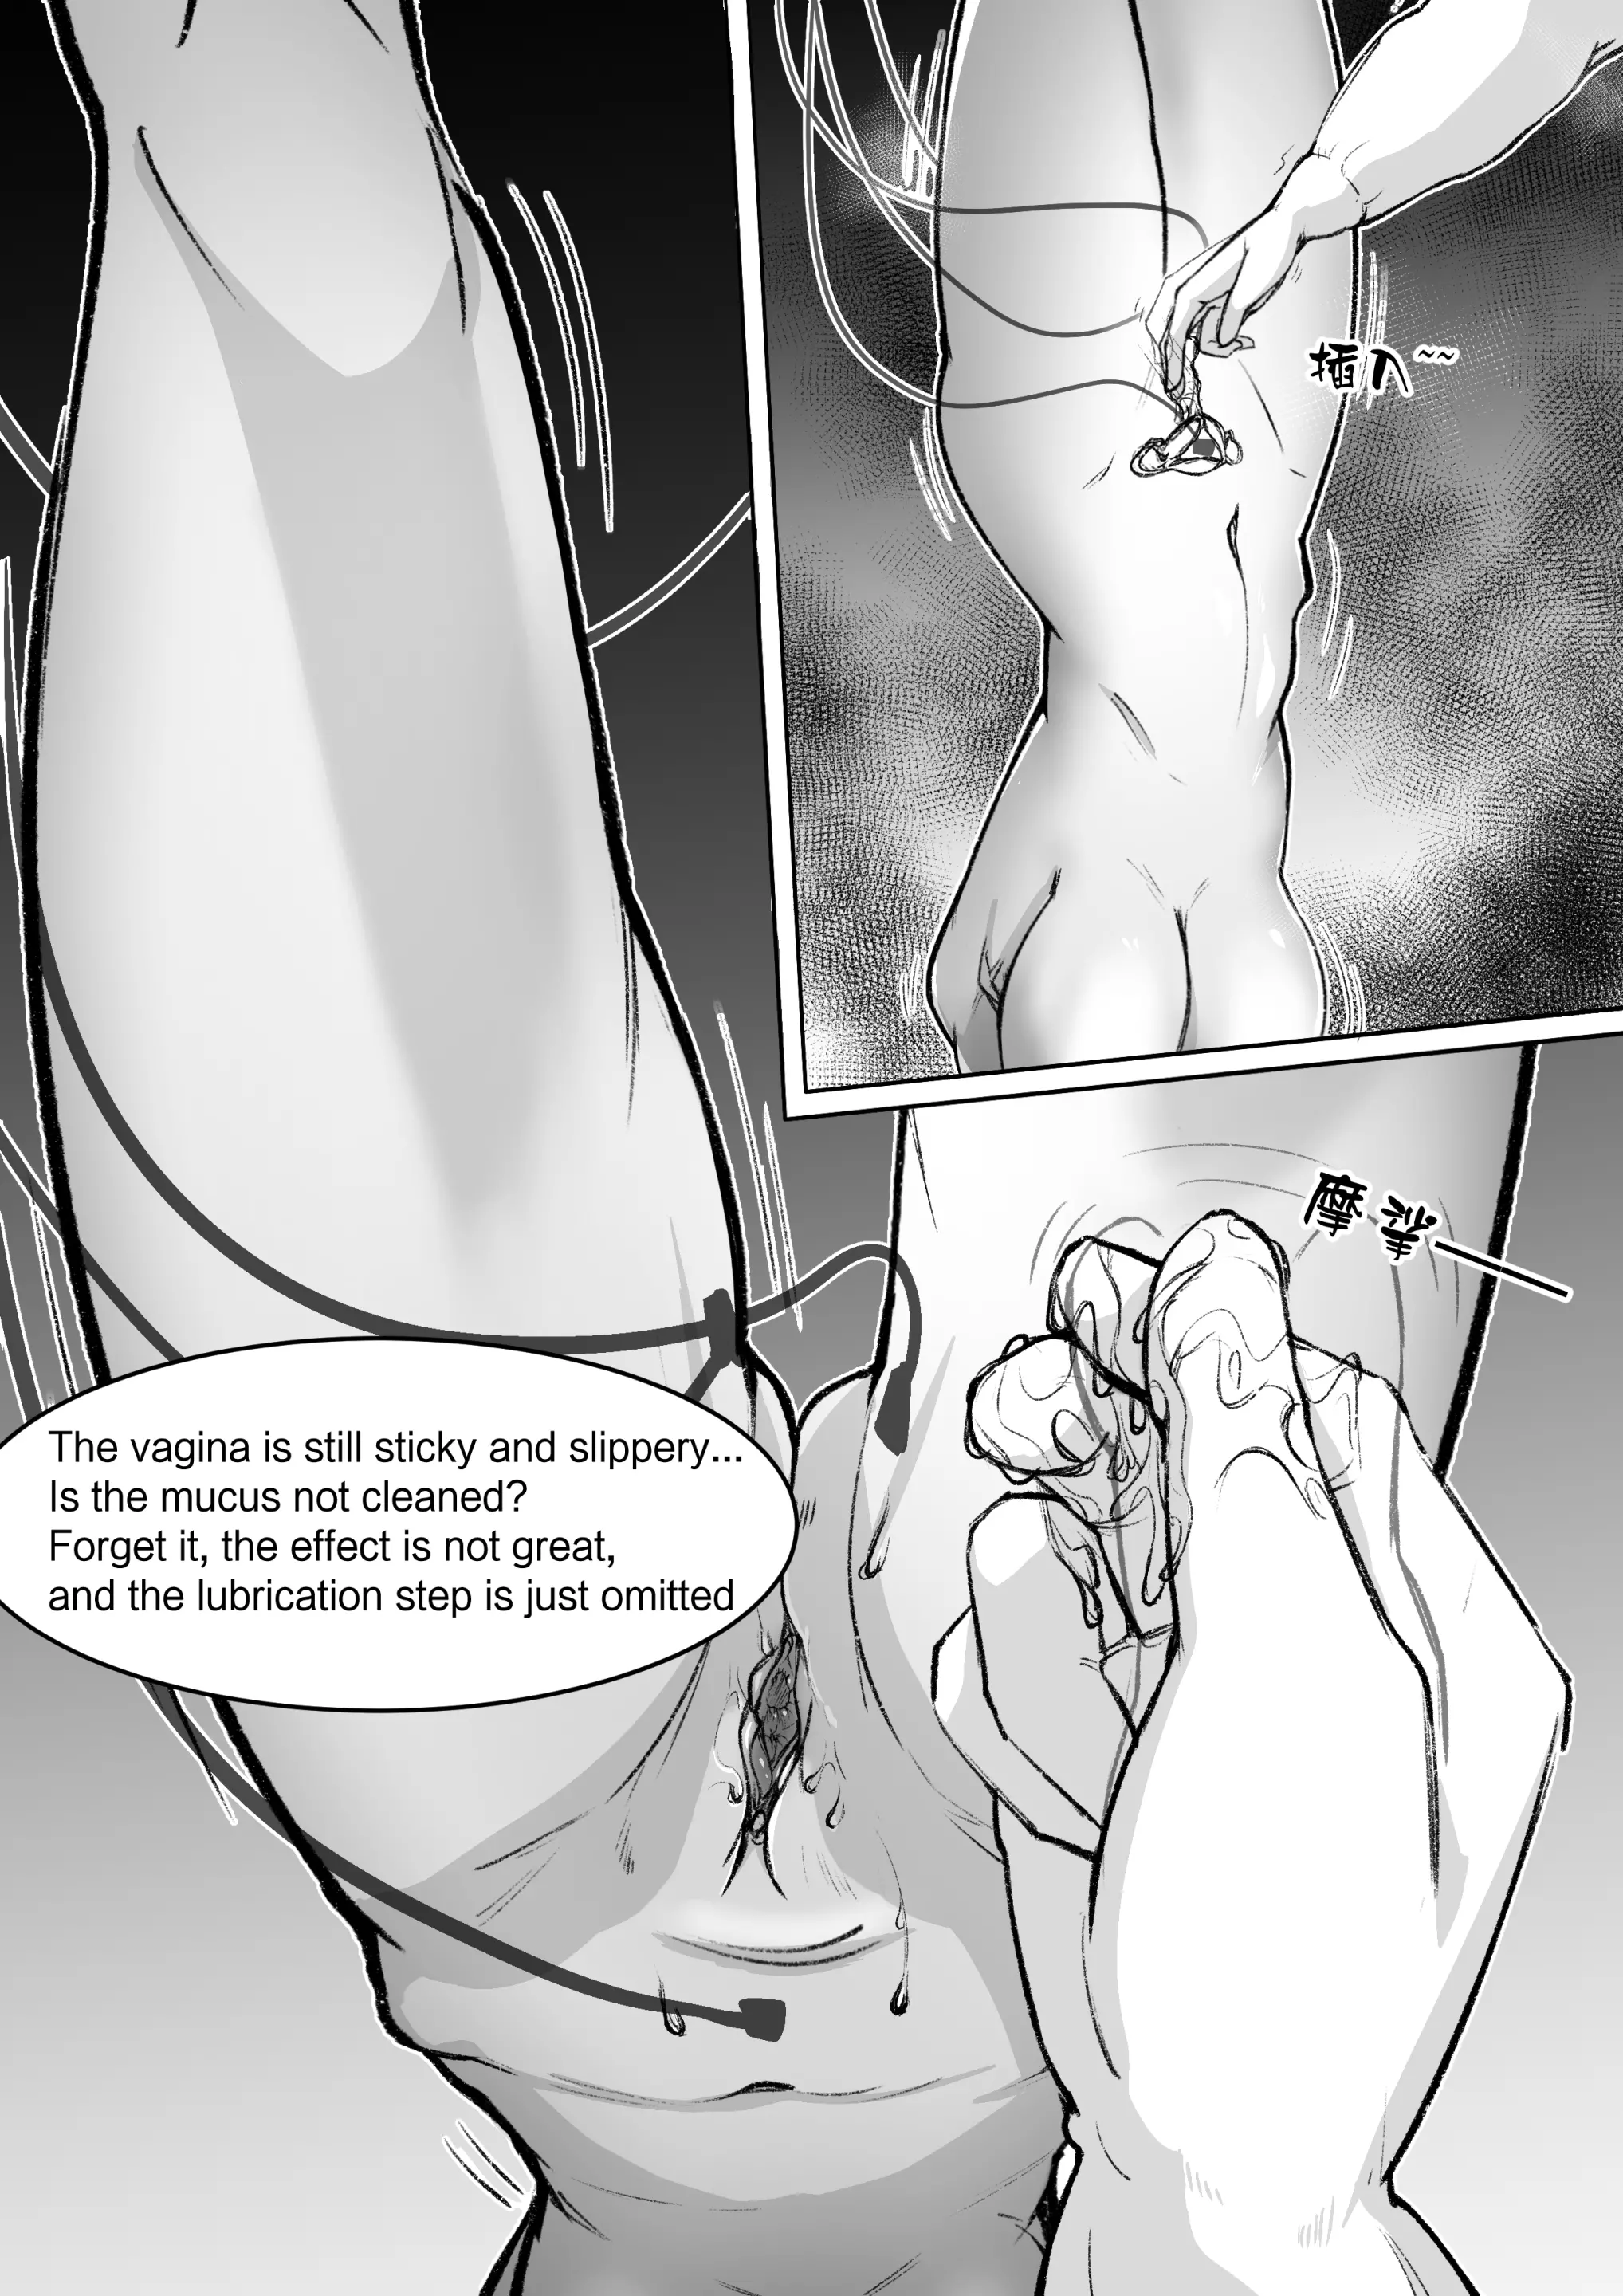 插入~~
摩挲——
The vagina is still sticky and slippery...
Is the mucus not cleaned?
Forget it, the effect is not great,
and the lubrication step is just omitted